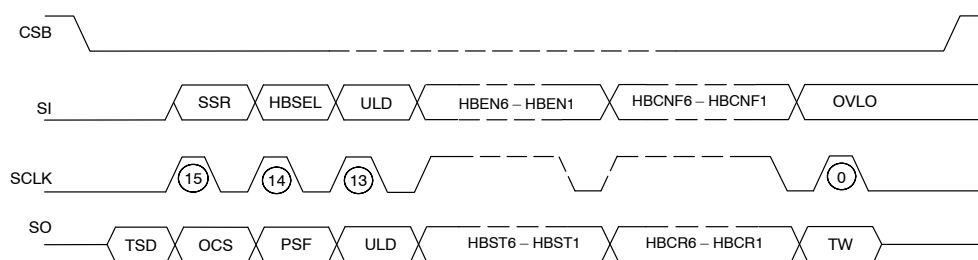 CSB
SI SSR HBSEL ULD HBEN6 – HBEN1 HBCNF6 – HBCNF1 OVLO
SCLK 15 14 13 0
SO TSD OCS PSF ULD HBST6 – HBST1 HBCR6 – HBCR1 TW